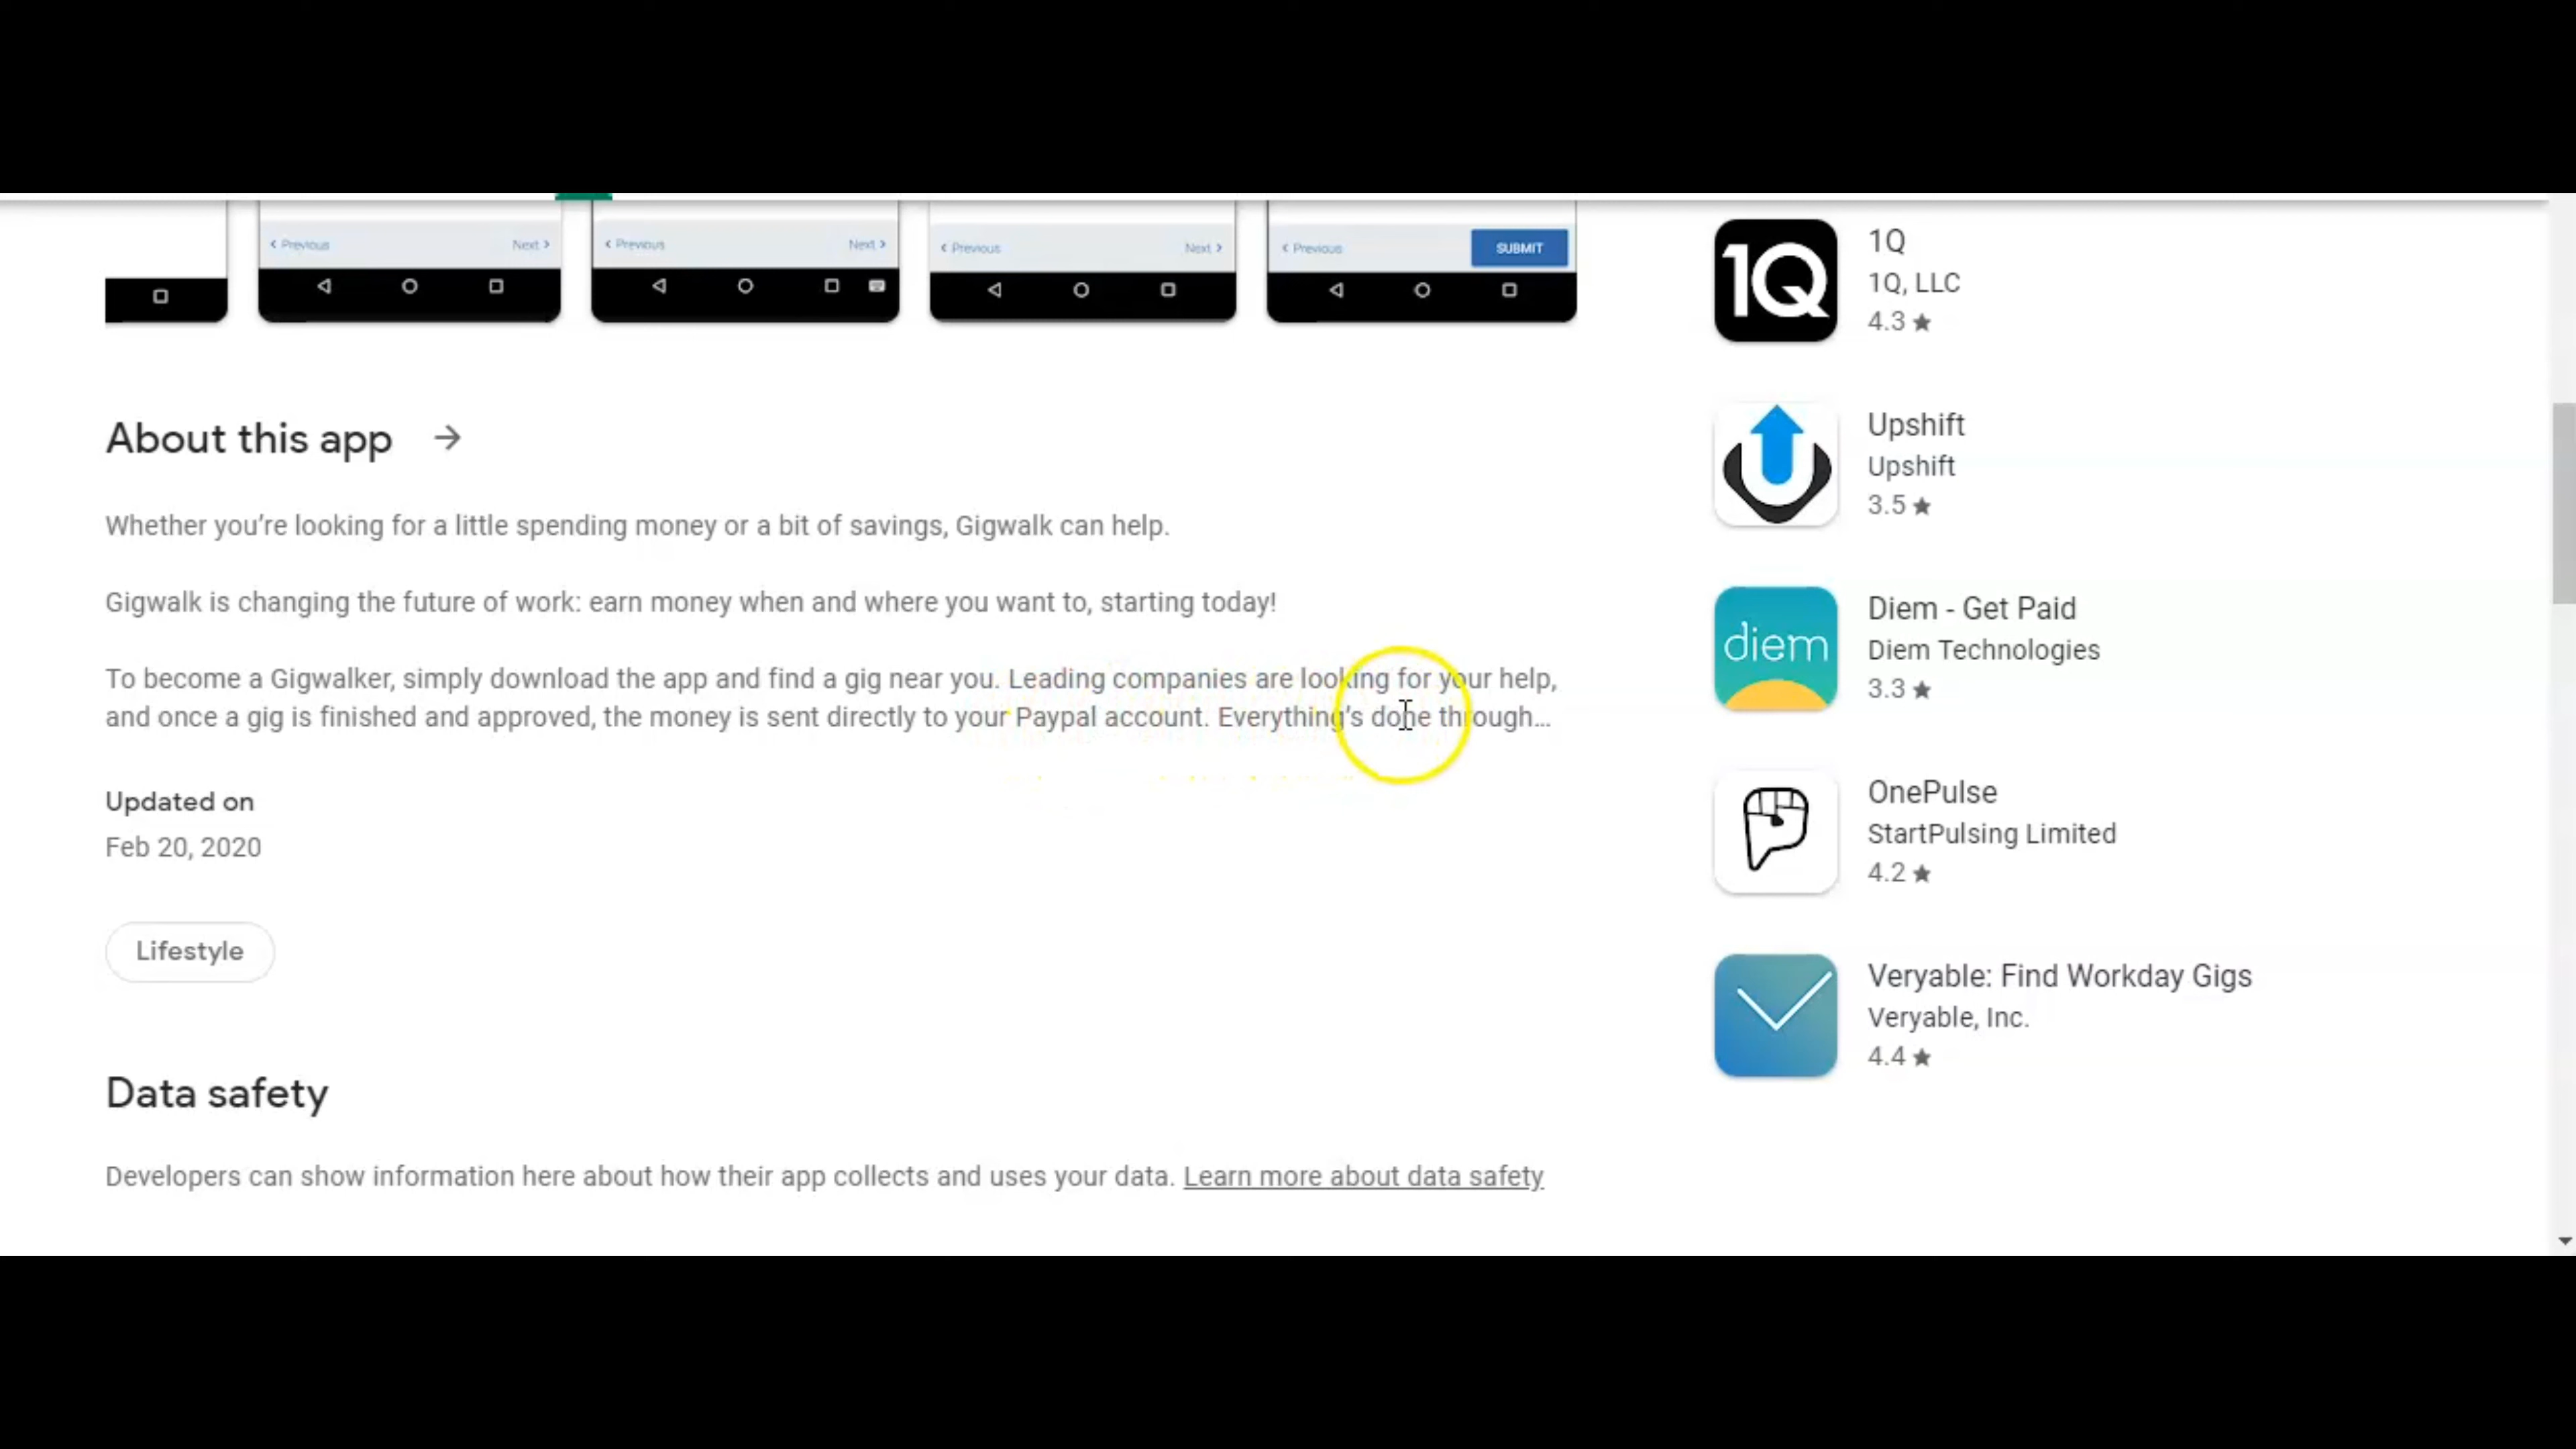 < Previous
Next >
< Previous
Next >
< Previous
Next >
< Previous
SUBMIT
About this app →
Whether you’re looking for a little spending money or a bit of savings, Gigwalk can help.
Gigwalk is changing the future of work: earn money when and where you want to, starting today!
To become a Gigwalker, simply download the app and find a gig near you. Leading companies are looking for your help,
and once a gig is finished and approved, the money is sent directly to your Paypal account. Everything’s done through...
Updated on
Feb 20, 2020
Lifestyle
Data safety
Developers can show information here about how their app collects and uses your data. Learn more about data safety
1Q
1Q
1Q, LLC
4.3 ★
Upshift
Upshift
3.5 ★
diem
Diem - Get Paid
Diem Technologies
3.3 ★
OnePulse
StartPulsing Limited
4.2 ★
Veryable: Find Workday Gigs
Veryable, Inc.
4.4 ★